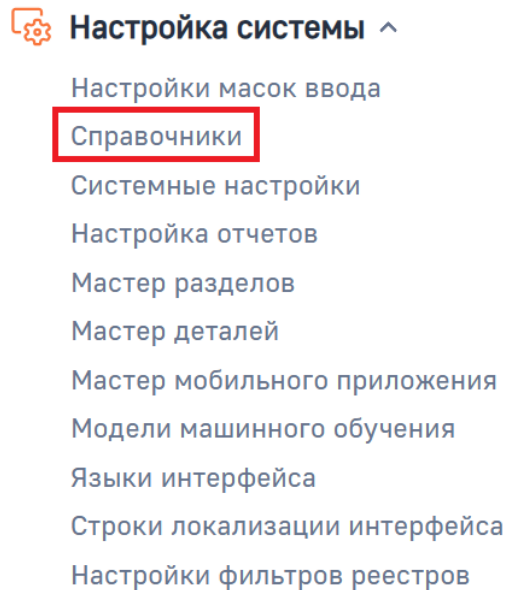 Настройка системы
Настройки масок ввода
Справочники
Системные настройки
Настройка отчетов
Мастер разделов
Мастер деталей
Мастер мобильного приложения
Модели машинного обучения
Языки интерфейса
Строки локализации интерфейса
Настройки фильтров реестров